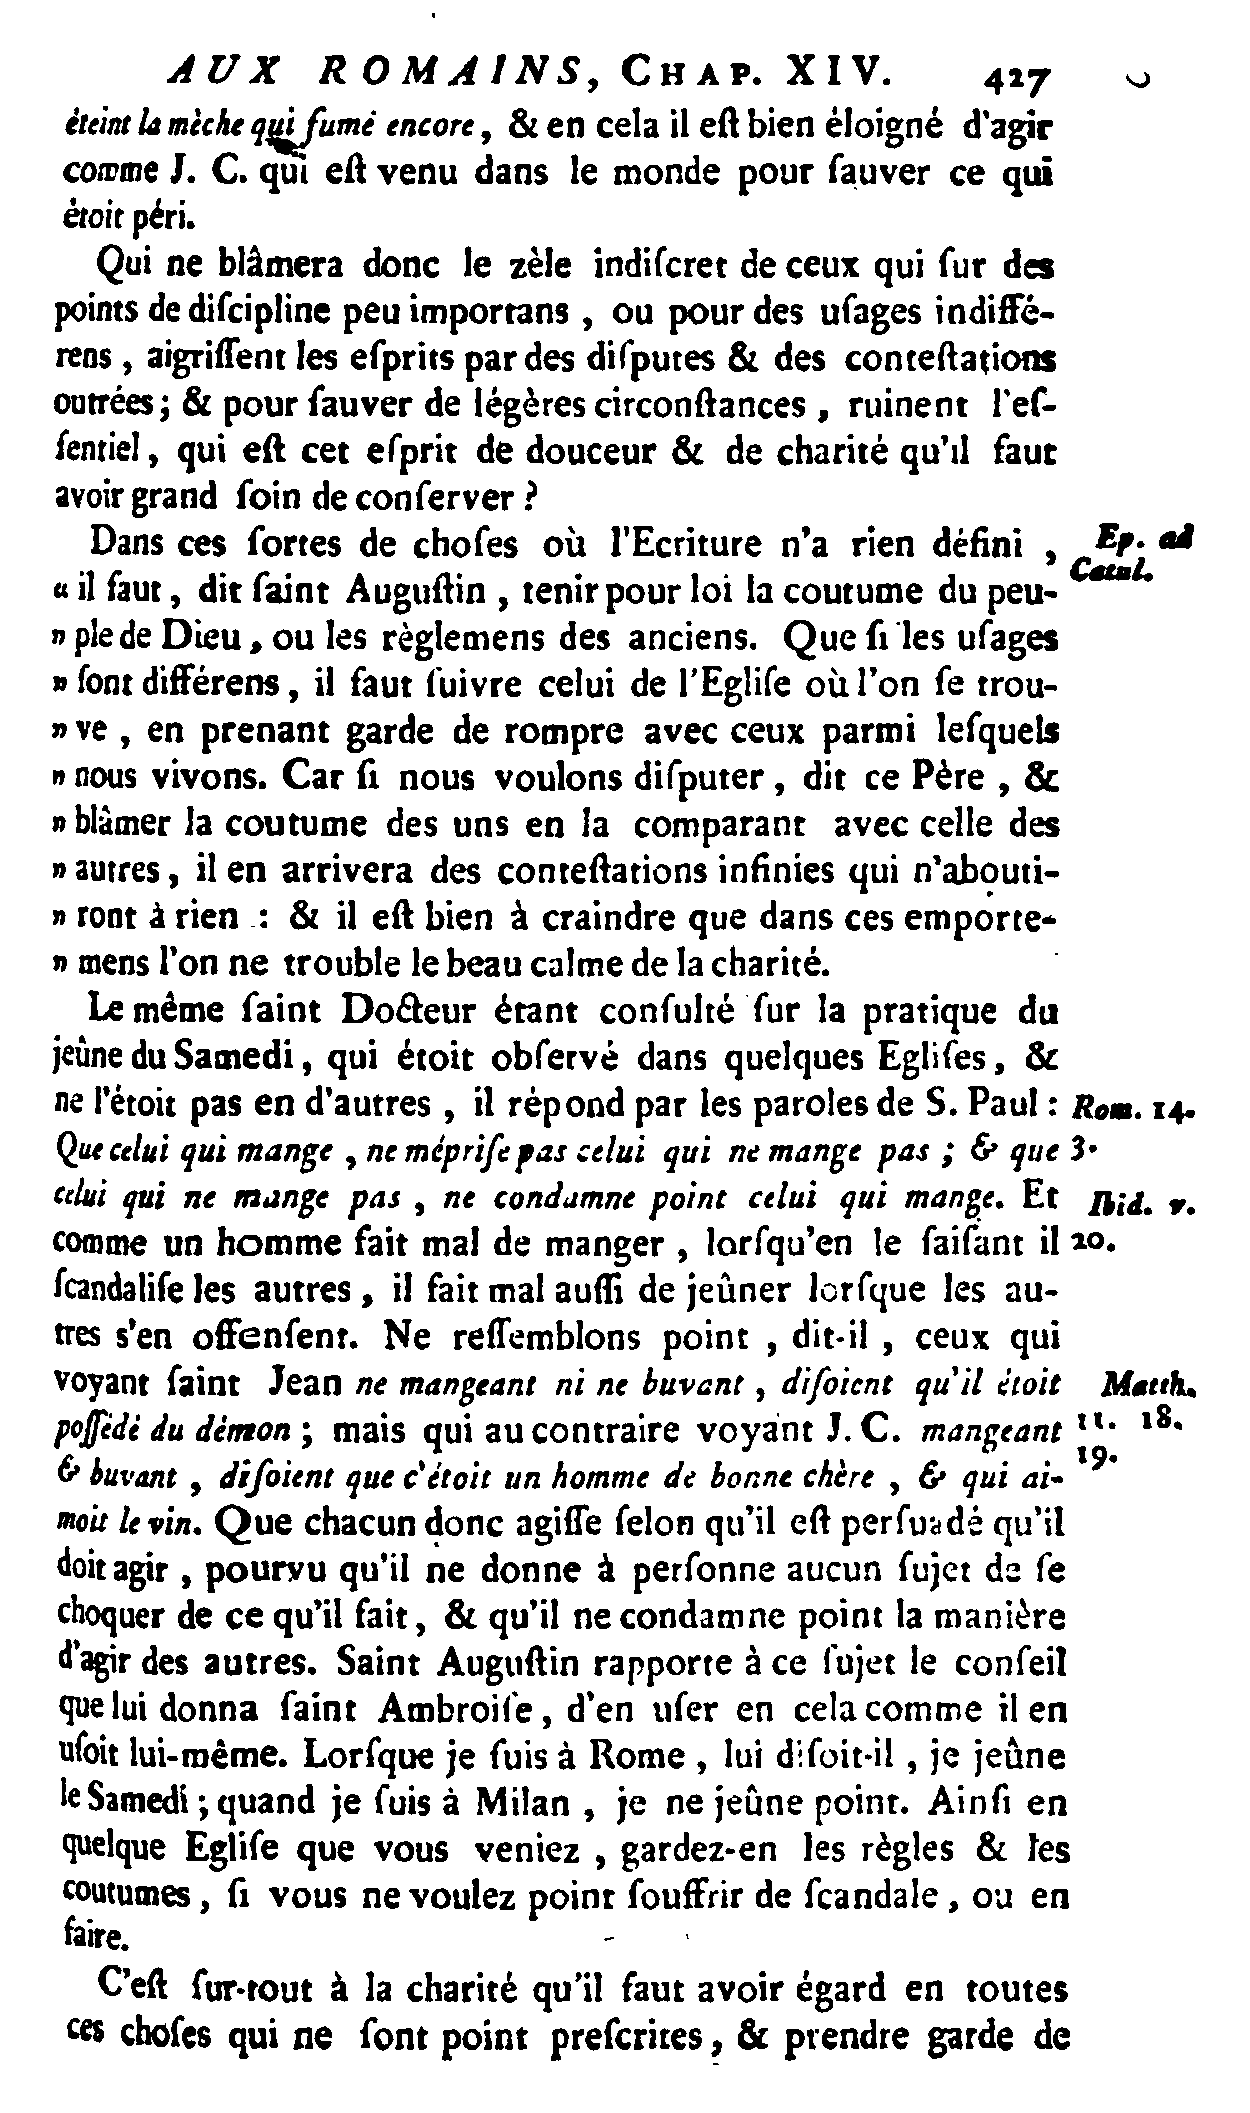 AUX ROMAINS, CHAP. XIV. 427
éteint la mèche qui fume encore, & en cela il eſt bien éloigné d'agir
comme J. C. qui eſt venu dans le monde pour ſauver ce qui
étoit péri.
Qui ne blâmera donc le zèle indiſcret de ceux qui ſur des
points de diſcipline peu importans, ou pour des uſages indiffé-
rens, aigriſſent les eſprits par des diſputes & des conteſtations
outrées; & pour ſauver de légères circonſtances, ruinent l'eſ-
ſentiel, qui eſt cet eſprit de douceur & de charité qu'il faut
avoir grand ſoin de conſerver?
Dans ces ſortes de choſes où l'Ecriture n'a rien défini, Ep. ad
Catul.
« il faut, dit ſaint Auguſtin, tenir pour loi la coutume du peu-
» ple de Dieu, ou les règlemens des anciens. Que ſi les uſages
» ſont différens, il faut ſuivre celui de l'Egliſe où l'on ſe trou-
» ve, en prenant garde de rompre avec ceux parmi leſquels
» nous vivons. Car ſi nous voulons diſputer, dit ce Père, &
» blâmer la coutume des uns en la comparant avec celle des
» autres, il en arrivera des conteſtations infinies qui n'abouti-
» ront à rien : & il eſt bien à craindre que dans ces emporte-
» mens l'on ne trouble le beau calme de la charité.
Le même ſaint Docteur étant conſulté ſur la pratique du
jeûne du Samedi, qui étoit obſervé dans quelques Egliſes, &
ne l'étoit pas en d'autres, il répond par les paroles de S. Paul: Rom. 14.
Que celui qui mange, ne mépriſe pas celui qui ne mange pas; & que 3.
celui qui ne mange pas, ne condamne point celui qui mange. Et Ibid. v.
comme un homme fait mal de manger, lorſqu'en le faiſant il 20.
ſcandaliſe les autres, il fait mal auſſi de jeûner lorſque les au-
tres s'en offenſent. Ne reſſemblons point, dit-il, ceux qui
voyant ſaint Jean ne mangeant ni ne buvant, diſoient qu'il étoit Matth.
poſſédé du démon; mais qui au contraire voyant J. C. mangeant 11. 18.
19.
& buvant, diſoient que c'étoit un homme de bonne chère, & qui ai-
moit le vin. Que chacun donc agiſſe ſelon qu'il eſt perſuadé qu'il
doit agir, pourvu qu'il ne donne à perſonne aucun ſujet de ſe
choquer de ce qu'il fait, & qu'il ne condamne point la manière
d'agir des autres. Saint Auguſtin rapporte à ce ſujet le conſeil
que lui donna ſaint Ambroiſe, d'en uſer en cela comme il en
uſoit lui-même. Lorſque je ſuis à Rome, lui diſoit-il, je jeûne
le Samedi; quand je ſuis à Milan, je ne jeûne point. Ainſi en
quelque Egliſe que vous veniez, gardez-en les règles & les
coutumes, ſi vous ne voulez point ſouffrir de ſcandale, ou en
faire.
C'eſt ſur-tout à la charité qu'il faut avoir égard en toutes
ces choſes qui ne ſont point preſcrites, & prendre garde de